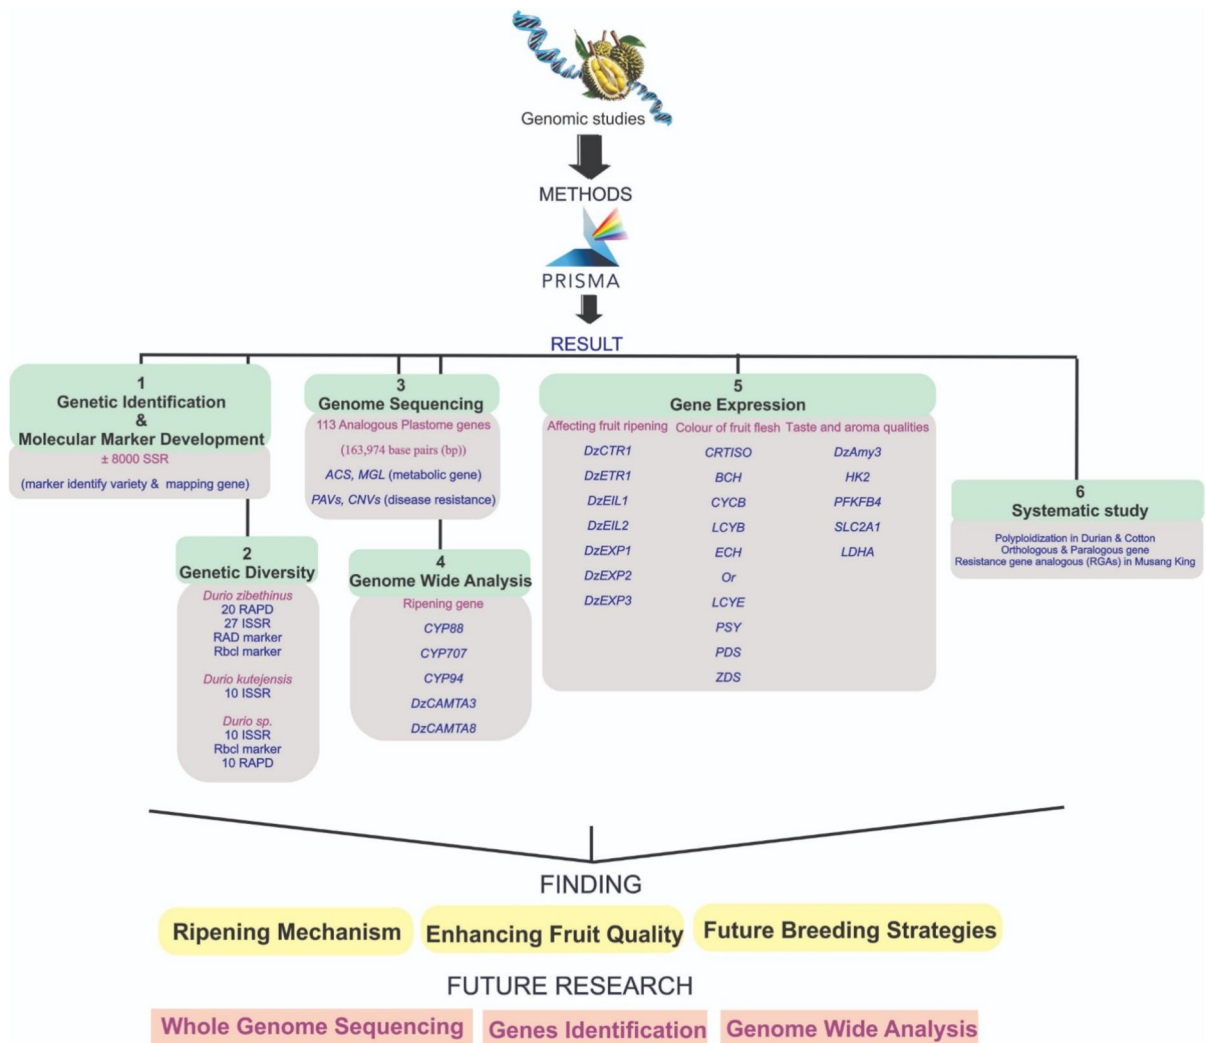 Genomic studies
METHODS
PRISMA
RESULT
1
Genetic Identification
&
Molecular Marker Development
± 8000 SSR
(marker identify variety & mapping gene)
2
Genetic Diversity
Durio zibethinus
20 RAPD
27 ISSR
RAD marker
Rbcl marker
Durio kutejensis
10 ISSR
Durio sp.
10 ISSR
Rbcl marker
10 RAPD
3
Genome Sequencing
113 Analogous Plastome genes
(163,974 base pairs (bp))
ACS, MGL (metabolic gene)
PAVs, CNVs (disease resistance)
4
Genome Wide Analysis
Ripening gene
CYP88
CYP707
CYP94
DzCAMTA3
DzCAMTA8
5
Gene Expression
Affecting fruit ripening
DzCTR1
DzETR1
DzEIL1
DzEIL2
DzEXP1
DzEXP2
DzEXP3
Colour of fruit flesh
CRTISO
BCH
CYCB
LCYB
ECH
Or
LCYE
PSY
PDS
ZDS
Taste and aroma qualities
DzAmy3
HK2
PFKFB4
SLC2A1
LDHA
6
Systematic study
Polyploidization in Durian & Cotton
Orthologous & Paralogous gene
Resistance gene analogous (RGAs) in Musang King
FINDING
Ripening Mechanism
Enhancing Fruit Quality
Future Breeding Strategies
FUTURE RESEARCH
Whole Genome Sequencing
Genes Identification
Genome Wide Analysis